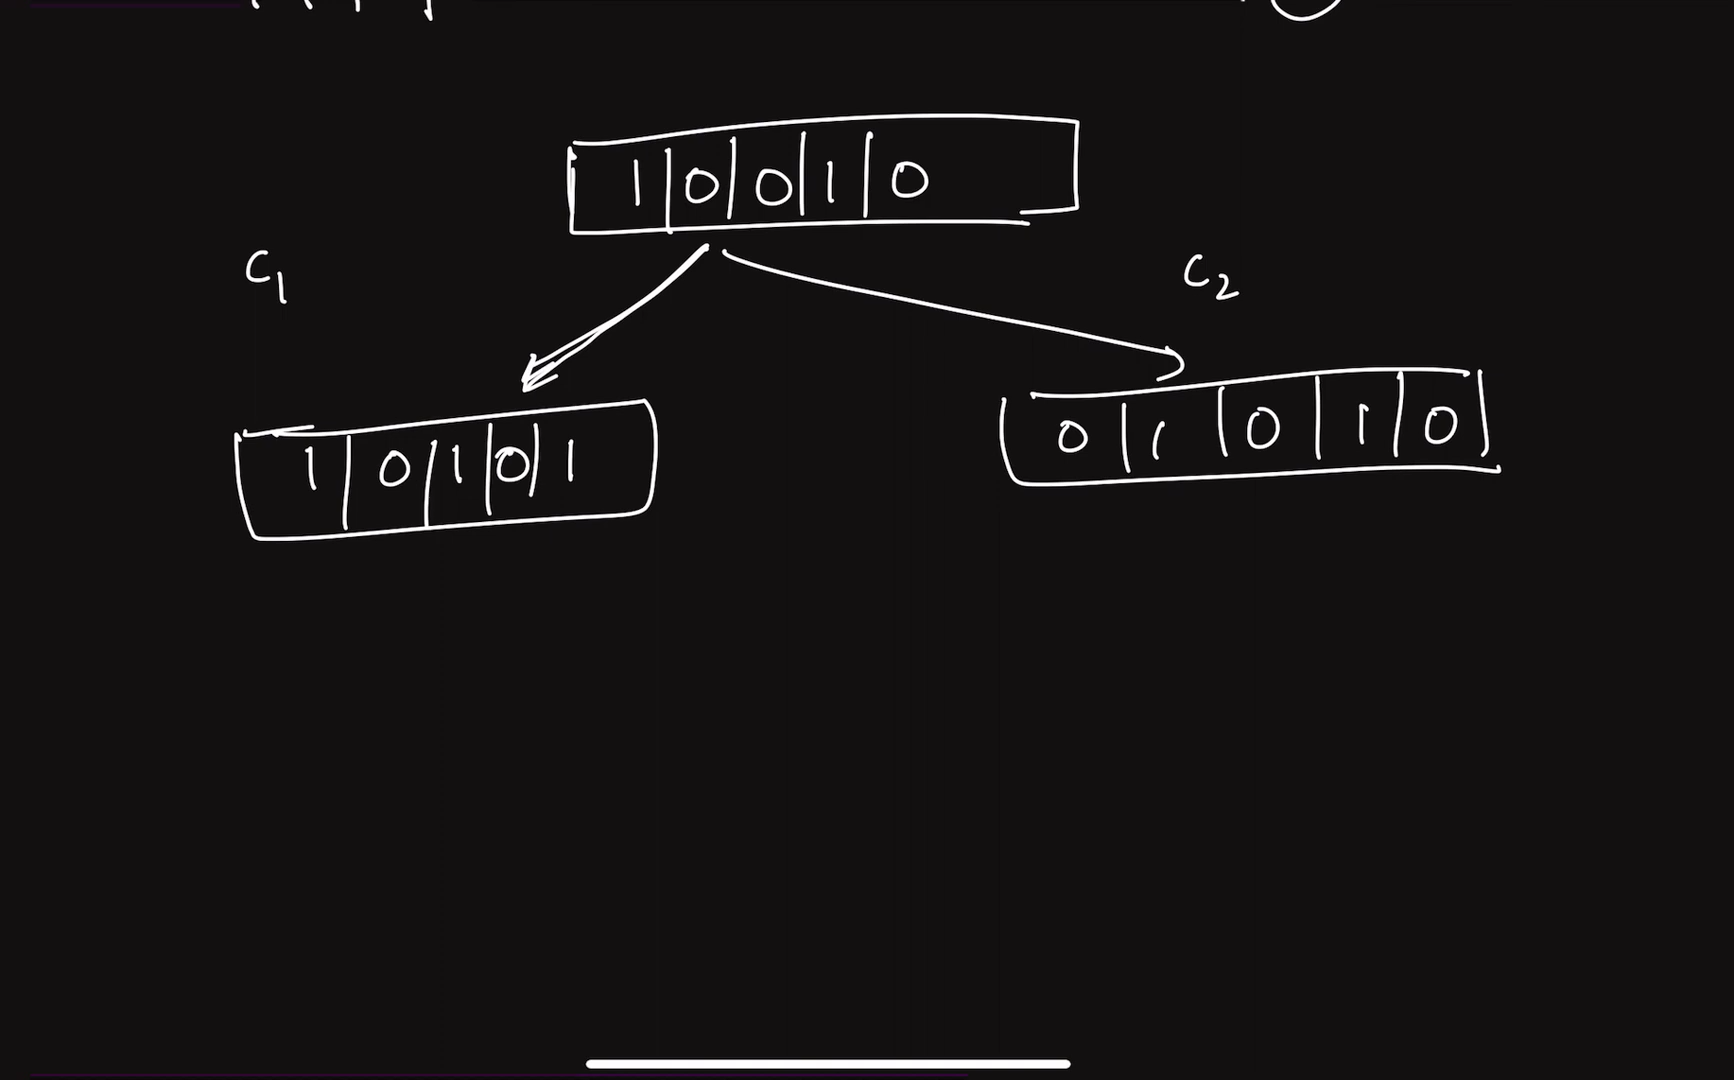 1 | 0 | 0 | 1 | 0
C1
C2
1 | 0 | 1 | 0 | 1
0 | 1 | 0 | 1 | 0